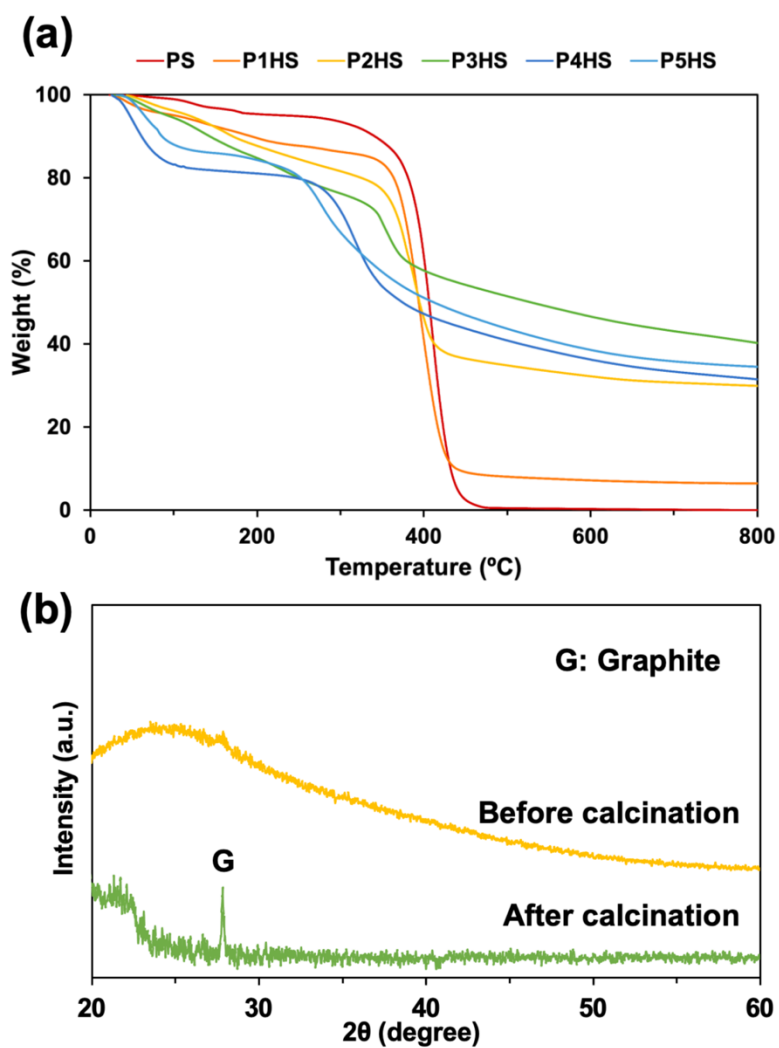 (a)
PS P1HS P2HS P3HS P4HS P5HS
100
80
60
40
20
0
Weight (%)
0 200 400 600 800
Temperature (ºC)
(b)
G: Graphite
Intensity (a.u.)
Before calcination
G
After calcination
20 30 40 50 60
2θ (degree)